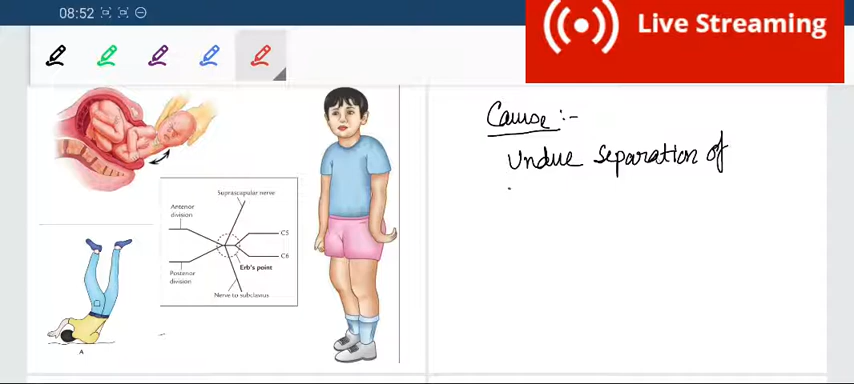 08:52
Live Streaming
Cause :-
Undue separation of
Suprascapular nerve
Anterior
division
C5
C6
Erb's point
Posterior
division
Nerve to subclavius
A